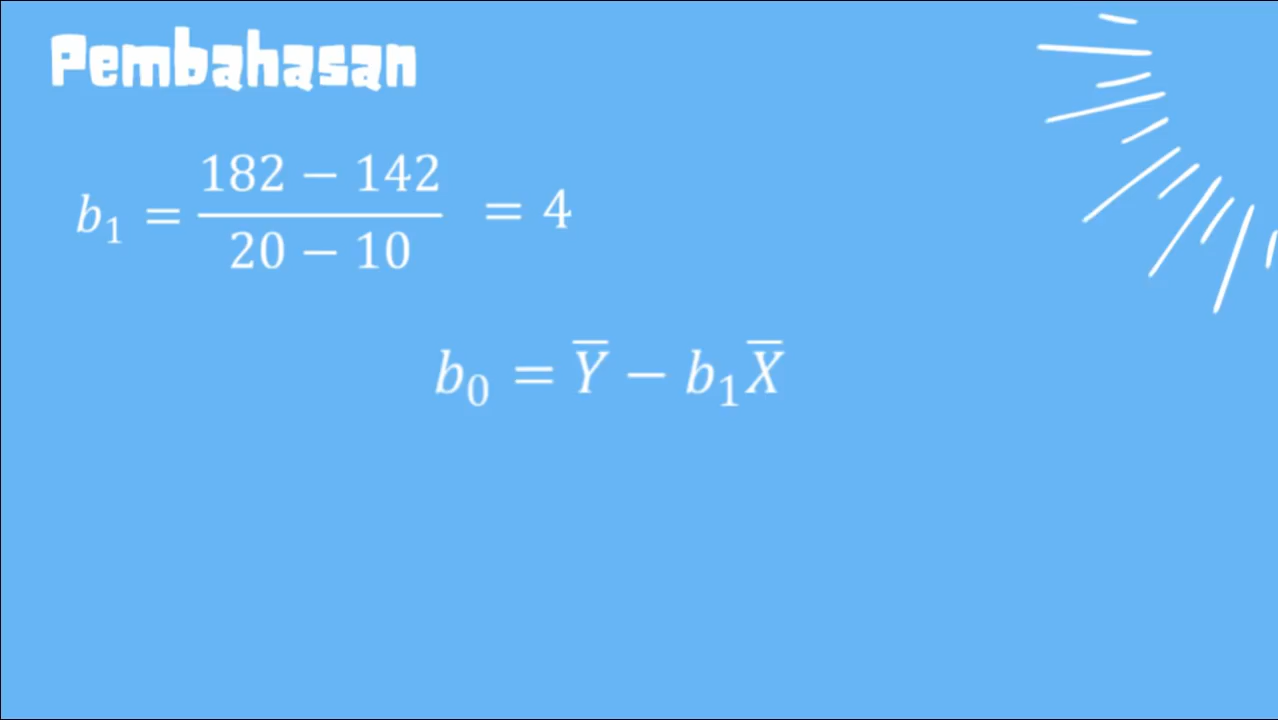 Pembahasan
b₁ = (182 − 142)/(20 − 10) = 4
b₀ = Y̅ − b₁X̅